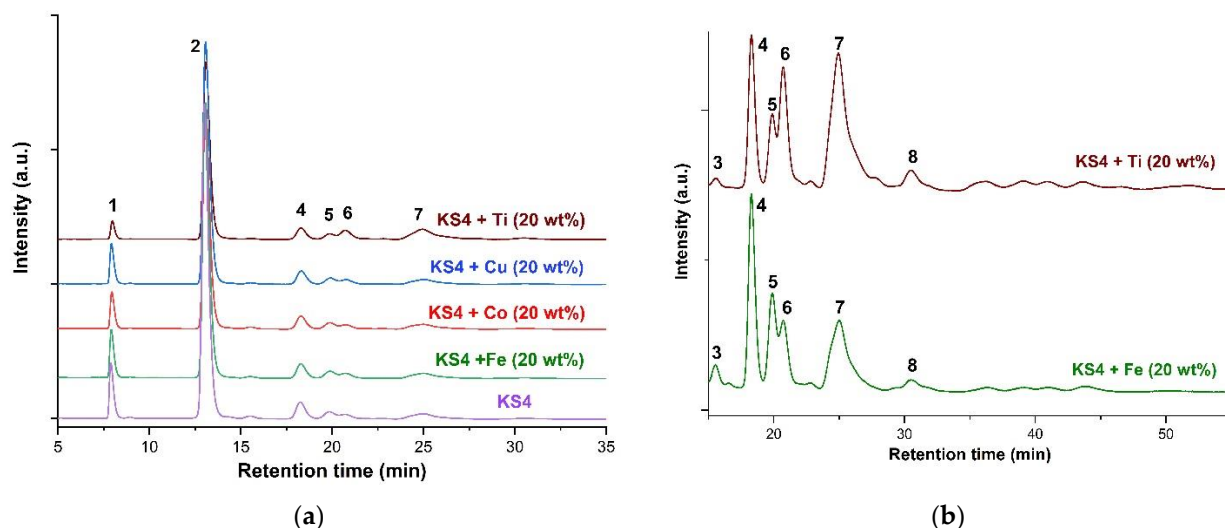 Intensity (a.u.)
1
2
4
5
6
7
KS4 + Ti (20 wt%)
KS4 + Cu (20 wt%)
KS4 + Co (20 wt%)
KS4 +Fe (20 wt%)
KS4
5 10 15 20 25 30 35
Retention time (min)
(a)
Intensity (a.u.)
3
4
5
6
7
8
KS4 + Ti (20 wt%)
3
4
5
6
7
8
KS4 + Fe (20 wt%)
20 30 40 50
Retention time (min)
(b)